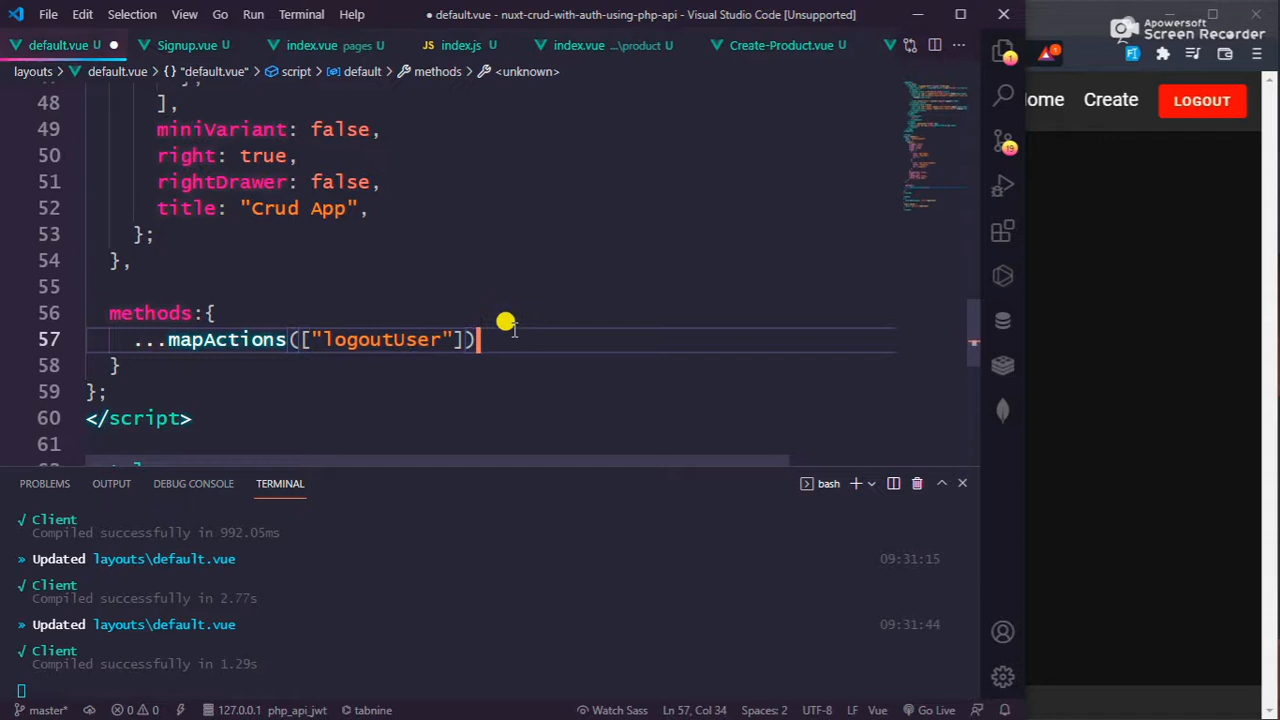 File Edit Selection View Go Run Terminal Help ● default.vue - nuxt-crud-with-auth-using-php-api - Visual Studio Code [Unsupported]
Apowersoft
Screen Recorder
default.vue U Signup.vue U index.vue pages U index.js U index.vue ...\product U Create-Product.vue U
layouts > default.vue > {} "default.vue" > script > default > methods > <unknown>
48 ],
49 miniVariant: false,
50 right: true,
51 rightDrawer: false,
52 title: "Crud App",
53 };
54 },
55
56 methods:{
57 ...mapActions(["logoutUser"])
58 }
59 };
60 </script>
61
1
19
1
ome Create LOGOUT
PROBLEMS OUTPUT DEBUG CONSOLE TERMINAL bash
√ Client
Compiled successfully in 992.05ms
» Updated layouts\default.vue 09:31:15
√ Client
Compiled successfully in 2.77s
» Updated layouts\default.vue 09:31:44
√ Client
Compiled successfully in 1.29s
master* 0 0 127.0.0.1 php_api_jwt tabnine Watch Sass Ln 57, Col 34 Spaces: 2 UTF-8 LF Vue Go Live